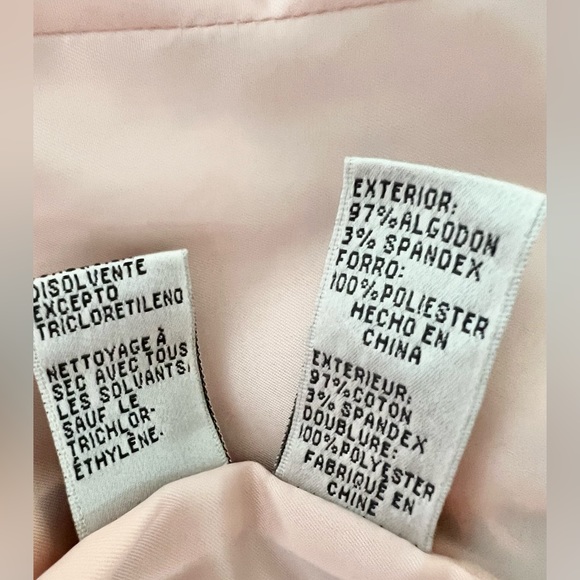 DISOLVENTE
EXCEPTO
TRICLORETILENO
NETTOYAGE À
SEC AVEC TOUS
LES SOLVANTS,
SAUF LE
TRICHLOR-
ÉTHYLÈNE.
EXTERIOR:
97%ALGODON
3% SPANDEX
FORRO:
100%POLIESTER
HECHO EN
CHINA
EXTERIEUR:
97%COTON
3% SPANDEX
DOUBLURE:
100%POLYESTER
FABRIQUÉ EN
CHINE